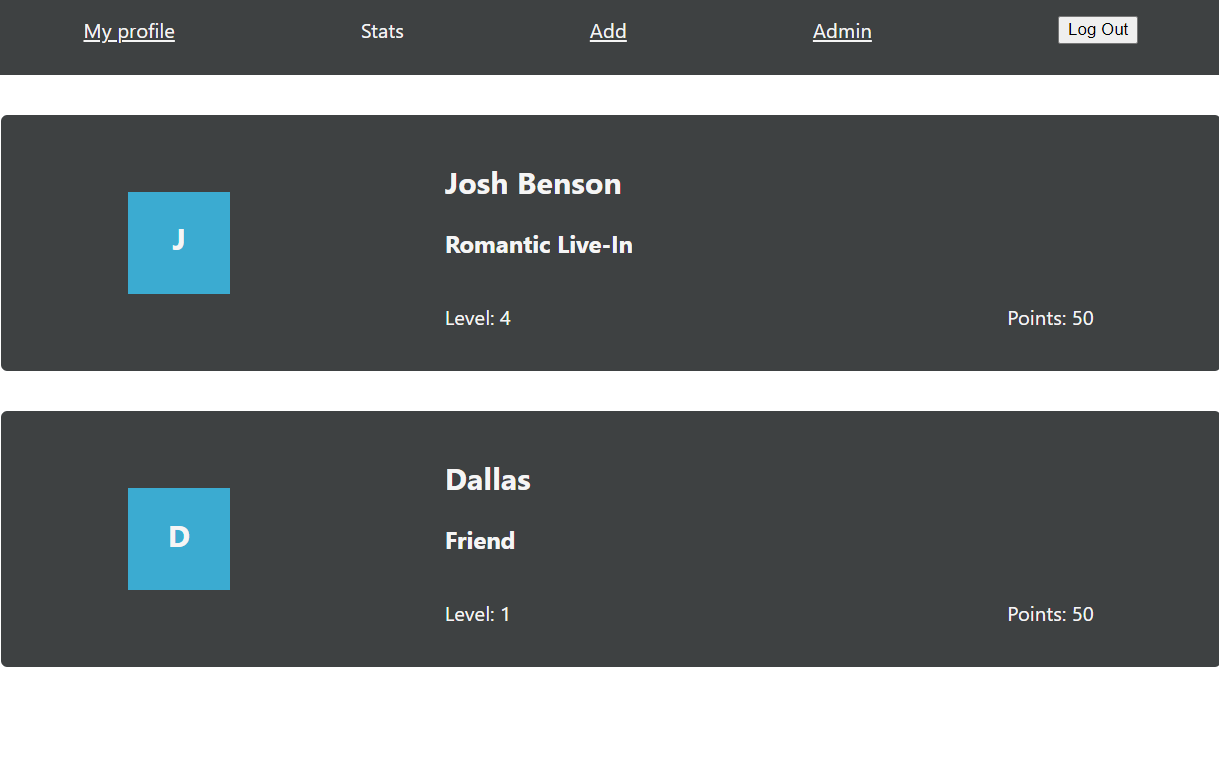 My profile Stats Add Admin Log Out
Josh Benson
J
Romantic Live-In
Level: 4 Points: 50
Dallas
D
Friend
Level: 1 Points: 50